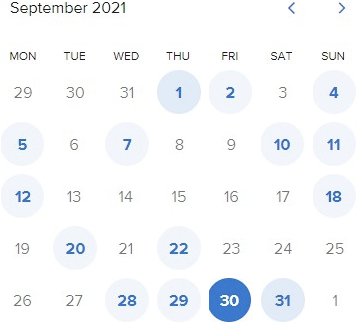 September 2021
MON TUE WED THU FRI SAT SUN
29 30 31 1 2 3 4
5 6 7 8 9 10 11
12 13 14 15 16 17 18
19 20 21 22 23 24 25
26 27 28 29 30 31 1